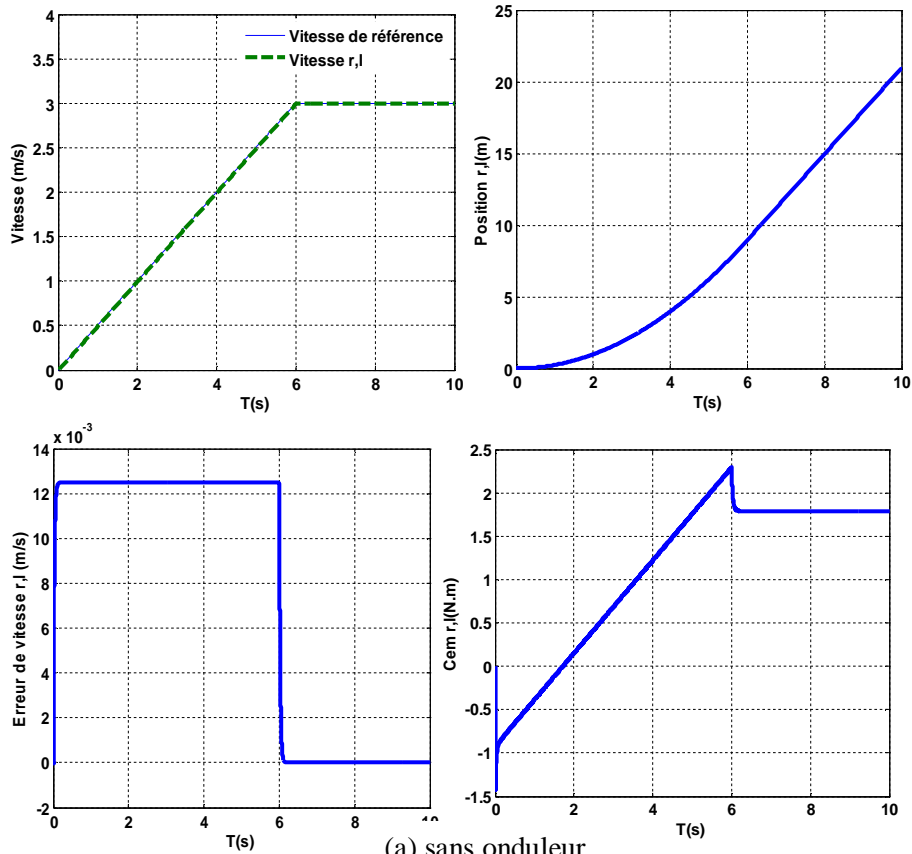 4
3.5
3
2.5
2
1.5
1
0.5
0
Vitesse (m/s)
Vitesse de référence
Vitesse r,l
0 2 4 6 8 10
T(s)
25
20
15
10
5
0
Position r,l(m)
0 2 4 6 8 10
T(s)
x 10-3
14
12
10
8
6
4
2
0
-2
Erreur de vitesse r,l (m/s)
0 2 4 6 8 10
T(s)
2.5
2
1.5
1
0.5
0
-0.5
-1
-1.5
Cem r,l(N.m)
0 2 4 6 8 10
T(s)
(a) sans onduleur